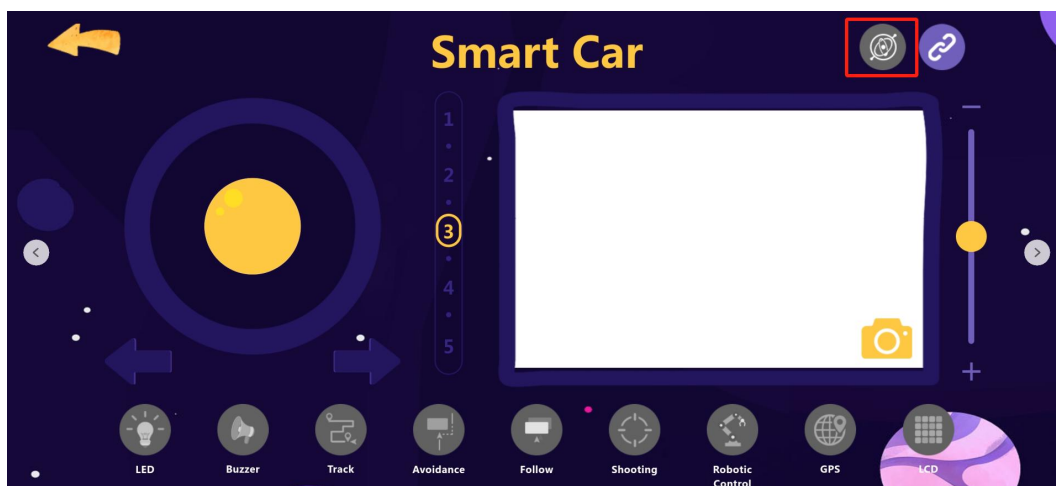 Smart Car
1
2
3
4
5
LED
Buzzer
Track
Avoidance
Follow
Shooting
Robotic
Control
GPS
LCD